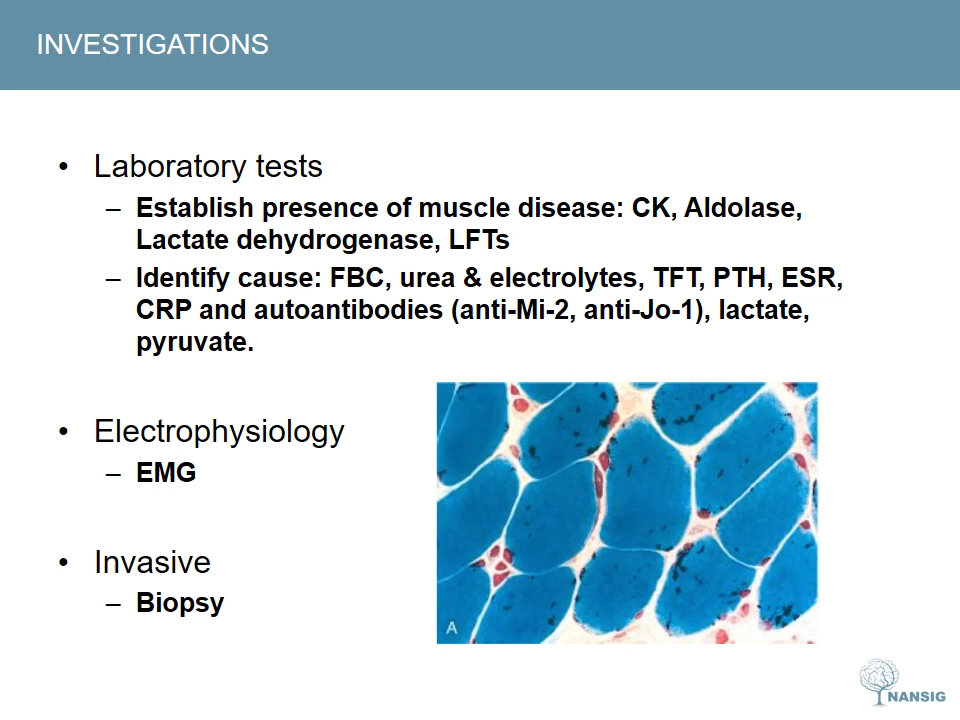 INVESTIGATIONS
• Laboratory tests
– Establish presence of muscle disease: CK, Aldolase,
Lactate dehydrogenase, LFTs
– Identify cause: FBC, urea & electrolytes, TFT, PTH, ESR,
CRP and autoantibodies (anti-Mi-2, anti-Jo-1), lactate,
pyruvate.
• Electrophysiology
– EMG
• Invasive
– Biopsy
A
NANSIG